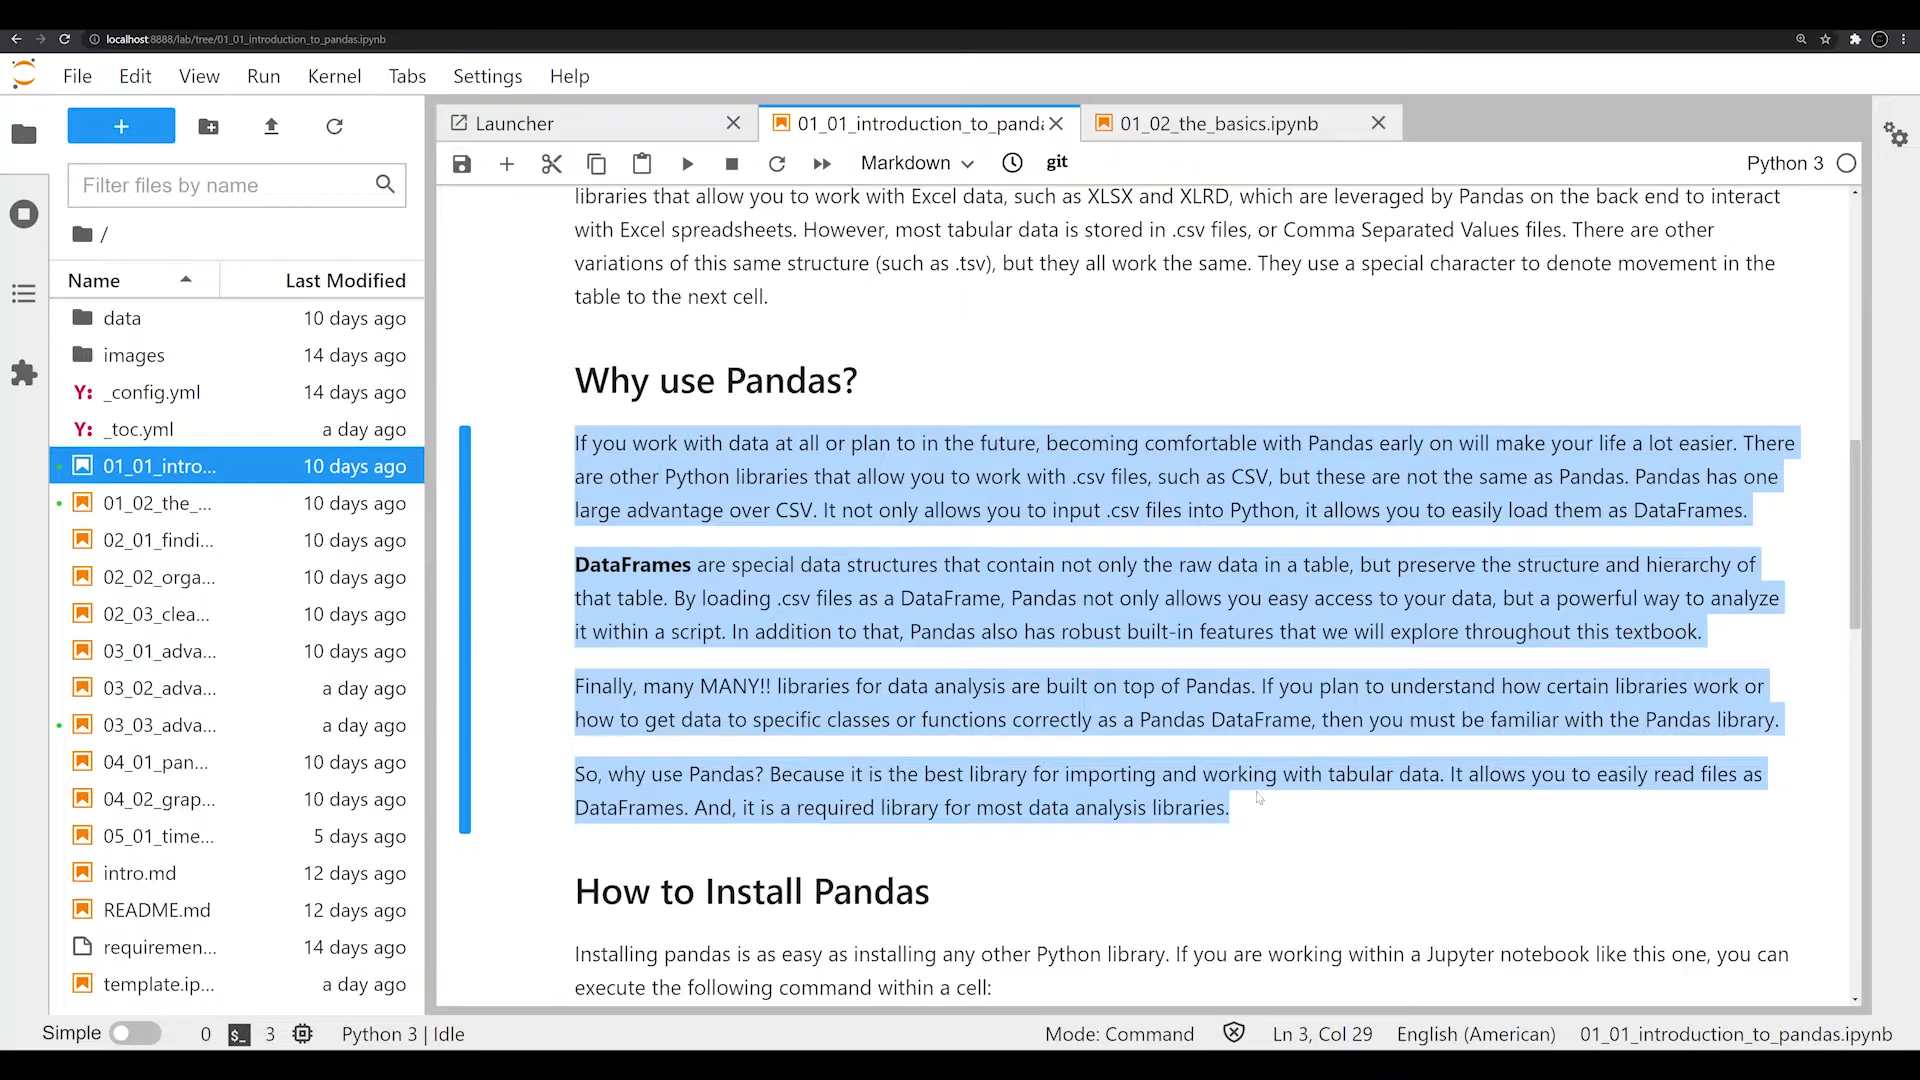 localhost:8888/lab/tree/01_01_introduction_to_pandas.ipynb
File Edit View Run Kernel Tabs Settings Help
+
Filter files by name
/
Name Last Modified
data 10 days ago
images 14 days ago
Y: _config.yml 14 days ago
Y: _toc.yml a day ago
01_01_intro... 10 days ago
01_02_the_... 10 days ago
02_01_findi... 10 days ago
02_02_orga... 10 days ago
02_03_clea... 10 days ago
03_01_adva... 10 days ago
03_02_adva... a day ago
03_03_adva... a day ago
04_01_pan... 10 days ago
04_02_grap... 10 days ago
05_01_time... 5 days ago
intro.md 12 days ago
README.md 12 days ago
requiremen... 14 days ago
template.ip... a day ago
Launcher 01_01_introduction_to_panda 01_02_the_basics.ipynb
Markdown git Python 3
libraries that allow you to work with Excel data, such as XLSX and XLRD, which are leveraged by Pandas on the back end to interact
with Excel spreadsheets. However, most tabular data is stored in .csv files, or Comma Separated Values files. There are other
variations of this same structure (such as .tsv), but they all work the same. They use a special character to denote movement in the
table to the next cell.
Why use Pandas?
If you work with data at all or plan to in the future, becoming comfortable with Pandas early on will make your life a lot easier. There
are other Python libraries that allow you to work with .csv files, such as CSV, but these are not the same as Pandas. Pandas has one
large advantage over CSV. It not only allows you to input .csv files into Python, it allows you to easily load them as DataFrames.
DataFrames are special data structures that contain not only the raw data in a table, but preserve the structure and hierarchy of
that table. By loading .csv files as a DataFrame, Pandas not only allows you easy access to your data, but a powerful way to analyze
it within a script. In addition to that, Pandas also has robust built-in features that we will explore throughout this textbook.
Finally, many MANY!! libraries for data analysis are built on top of Pandas. If you plan to understand how certain libraries work or
how to get data to specific classes or functions correctly as a Pandas DataFrame, then you must be familiar with the Pandas library.
So, why use Pandas? Because it is the best library for importing and working with tabular data. It allows you to easily read files as
DataFrames. And, it is a required library for most data analysis libraries.
How to Install Pandas
Installing pandas is as easy as installing any other Python library. If you are working within a Jupyter notebook like this one, you can
execute the following command within a cell:
Simple 0 $_ 3 Python 3 | Idle Mode: Command Ln 3, Col 29 English (American) 01_01_introduction_to_pandas.ipynb